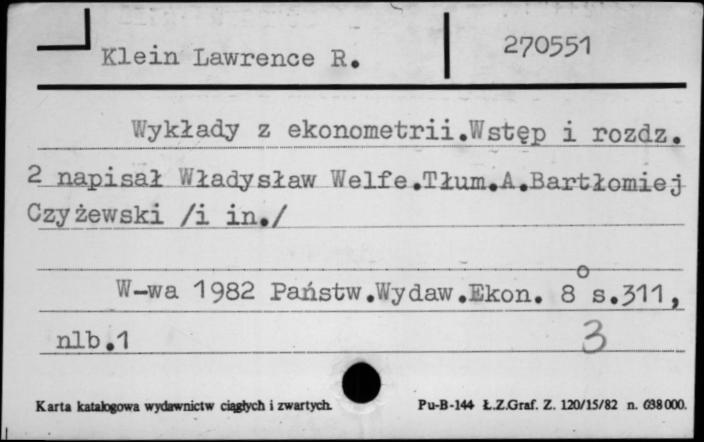 Klein Lawrence R. 270551
Wykłady z ekonometrii.Wstęp i rozdz.
2 napisał Władysław Welfe.Tłum.A.Bartłomiej
Czyżewski /i in./
W-wa 1982 Państw.Wydaw.Ekon. 8° s.311,
nlb.1 3
Karta katalogowa wydawnictw ciągłych i zwartych. Pu-B-144 Ł.Z.Graf. Z. 120/15/82 n. 638000.